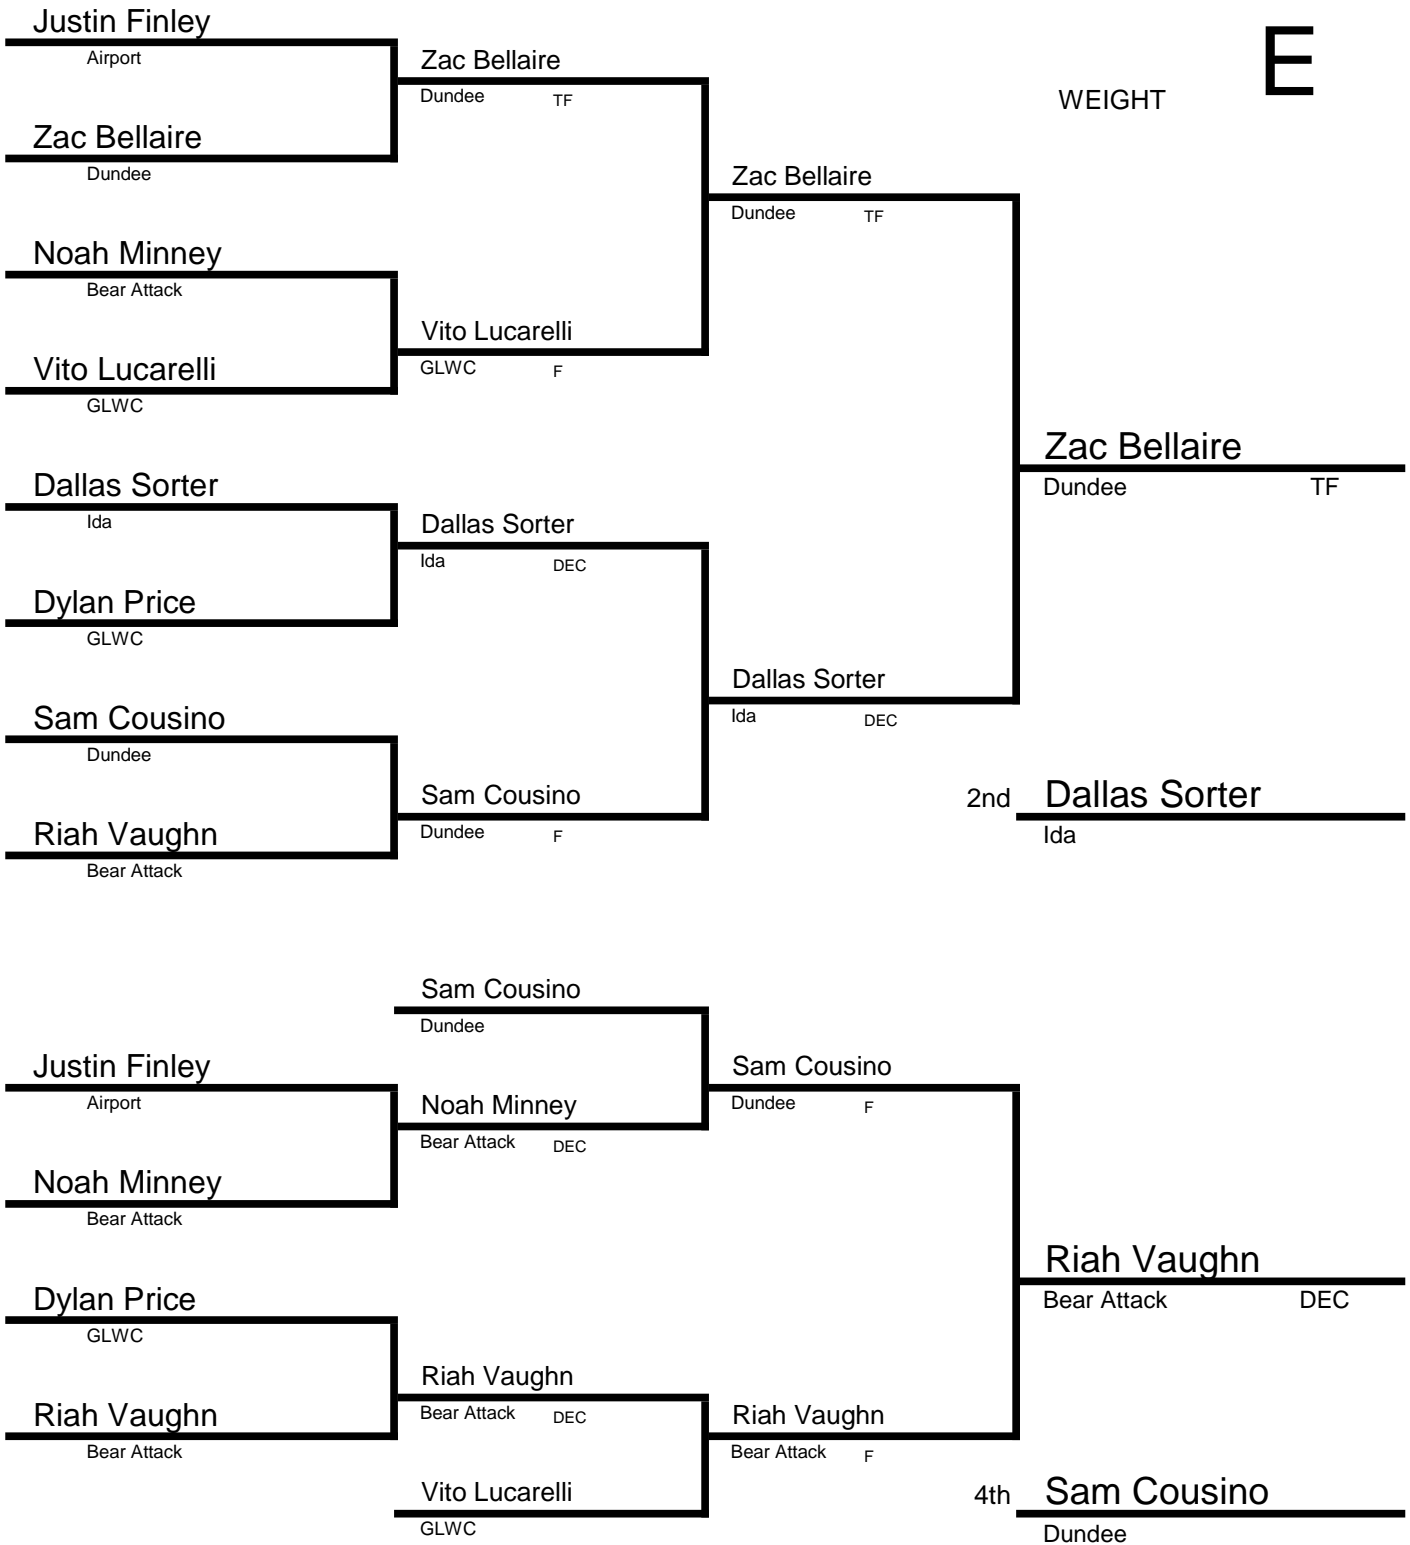 Justin Finley
Airport
Zac Bellaire
Dundee TF
WEIGHT E
Zac Bellaire
Dundee
Zac Bellaire
Dundee TF
Noah Minney
Bear Attack
Vito Lucarelli
GLWC F
Vito Lucarelli
GLWC
Zac Bellaire
Dundee TF
Dallas Sorter
Ida
Dallas Sorter
Ida DEC
Dylan Price
GLWC
Dallas Sorter
Ida DEC
Sam Cousino
Dundee
Sam Cousino
Dundee F
2nd Dallas Sorter
Ida
Riah Vaughn
Bear Attack
Sam Cousino
Dundee
Justin Finley
Airport
Sam Cousino
Dundee F
Noah Minney
Bear Attack DEC
Noah Minney
Bear Attack
Riah Vaughn
Bear Attack DEC
Dylan Price
GLWC
Riah Vaughn
Bear Attack DEC
Riah Vaughn
Bear Attack
Riah Vaughn
Bear Attack F
Vito Lucarelli
GLWC
4th Sam Cousino
Dundee